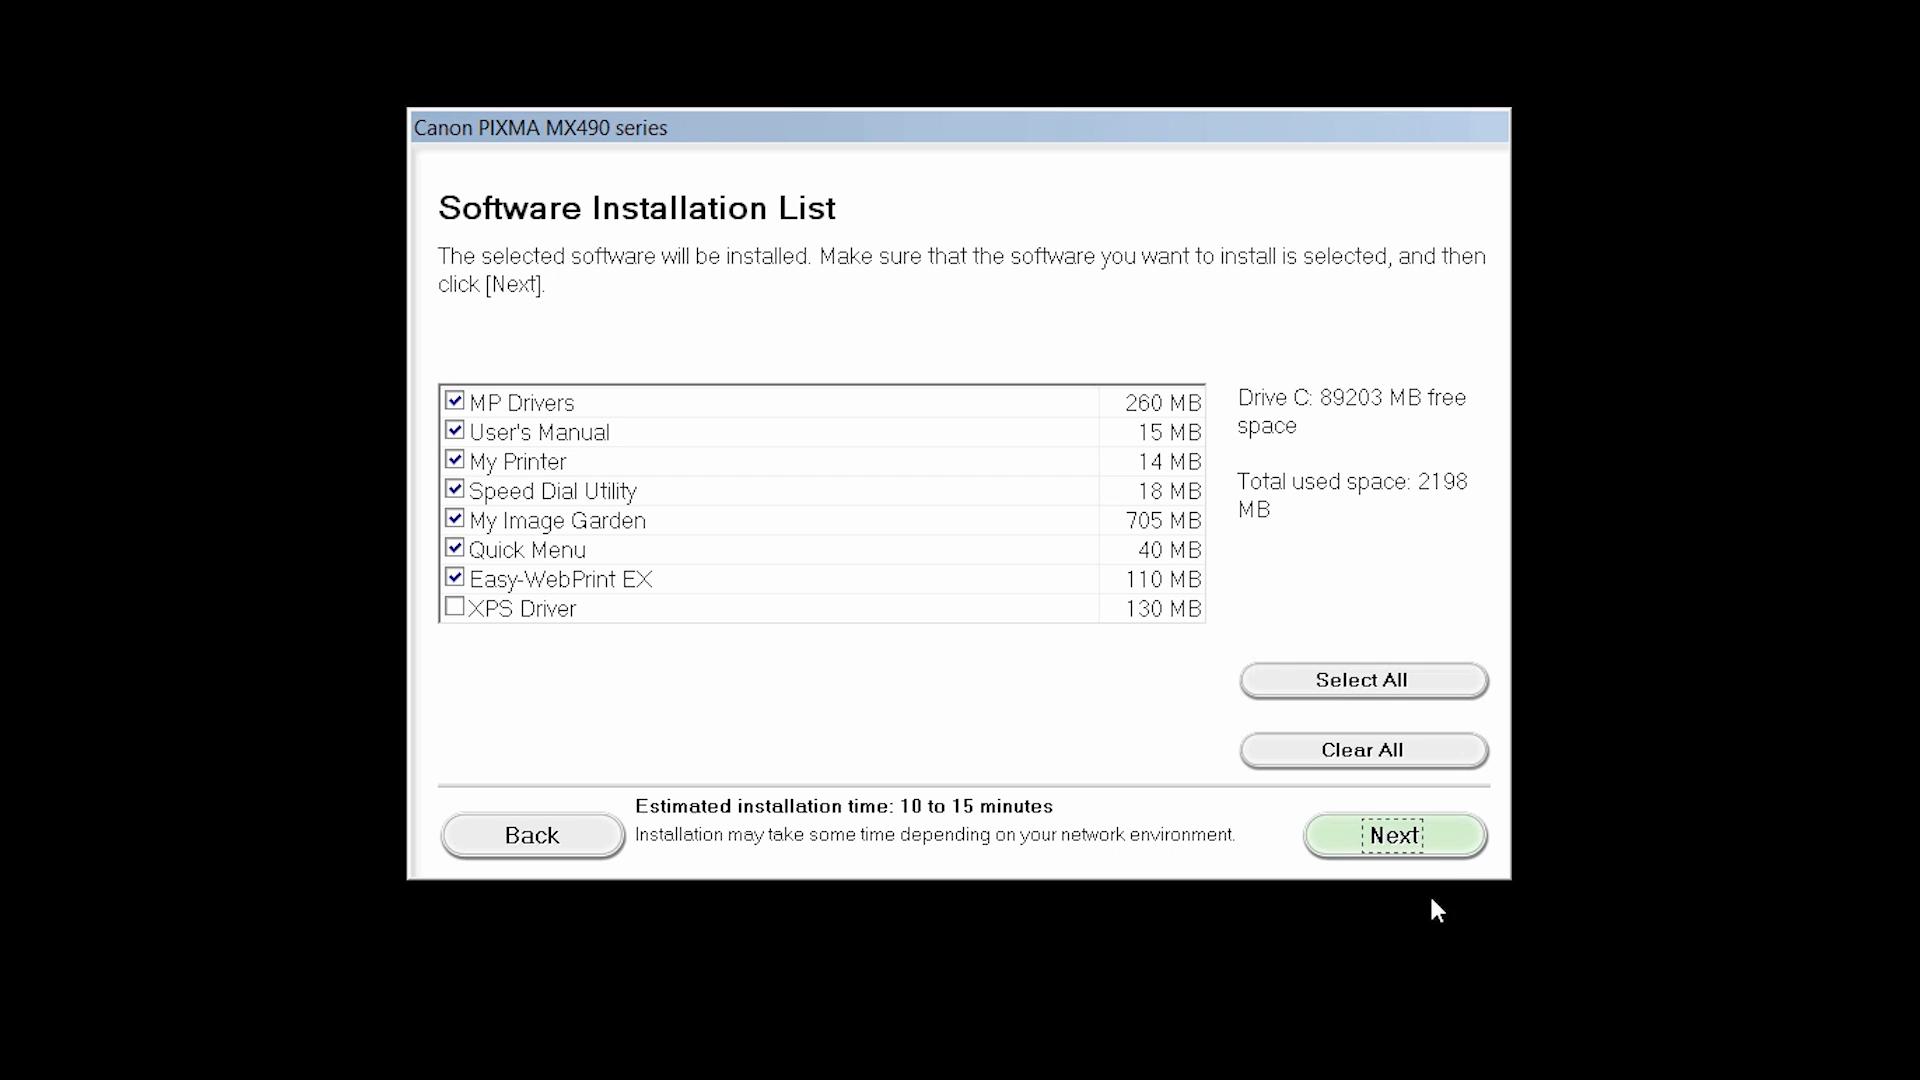 Canon PIXMA MX490 series
Software Installation List
The selected software will be installed. Make sure that the software you want to install is selected, and then
click [Next].
MP Drivers 260 MB
User's Manual 15 MB
My Printer 14 MB
Speed Dial Utility 18 MB
My Image Garden 705 MB
Quick Menu 40 MB
Easy-WebPrint EX 110 MB
XPS Driver 130 MB
Drive C: 89203 MB free
space
Total used space: 2198
MB
Select All
Clear All
Back
Estimated installation time: 10 to 15 minutes
Installation may take some time depending on your network environment.
Next